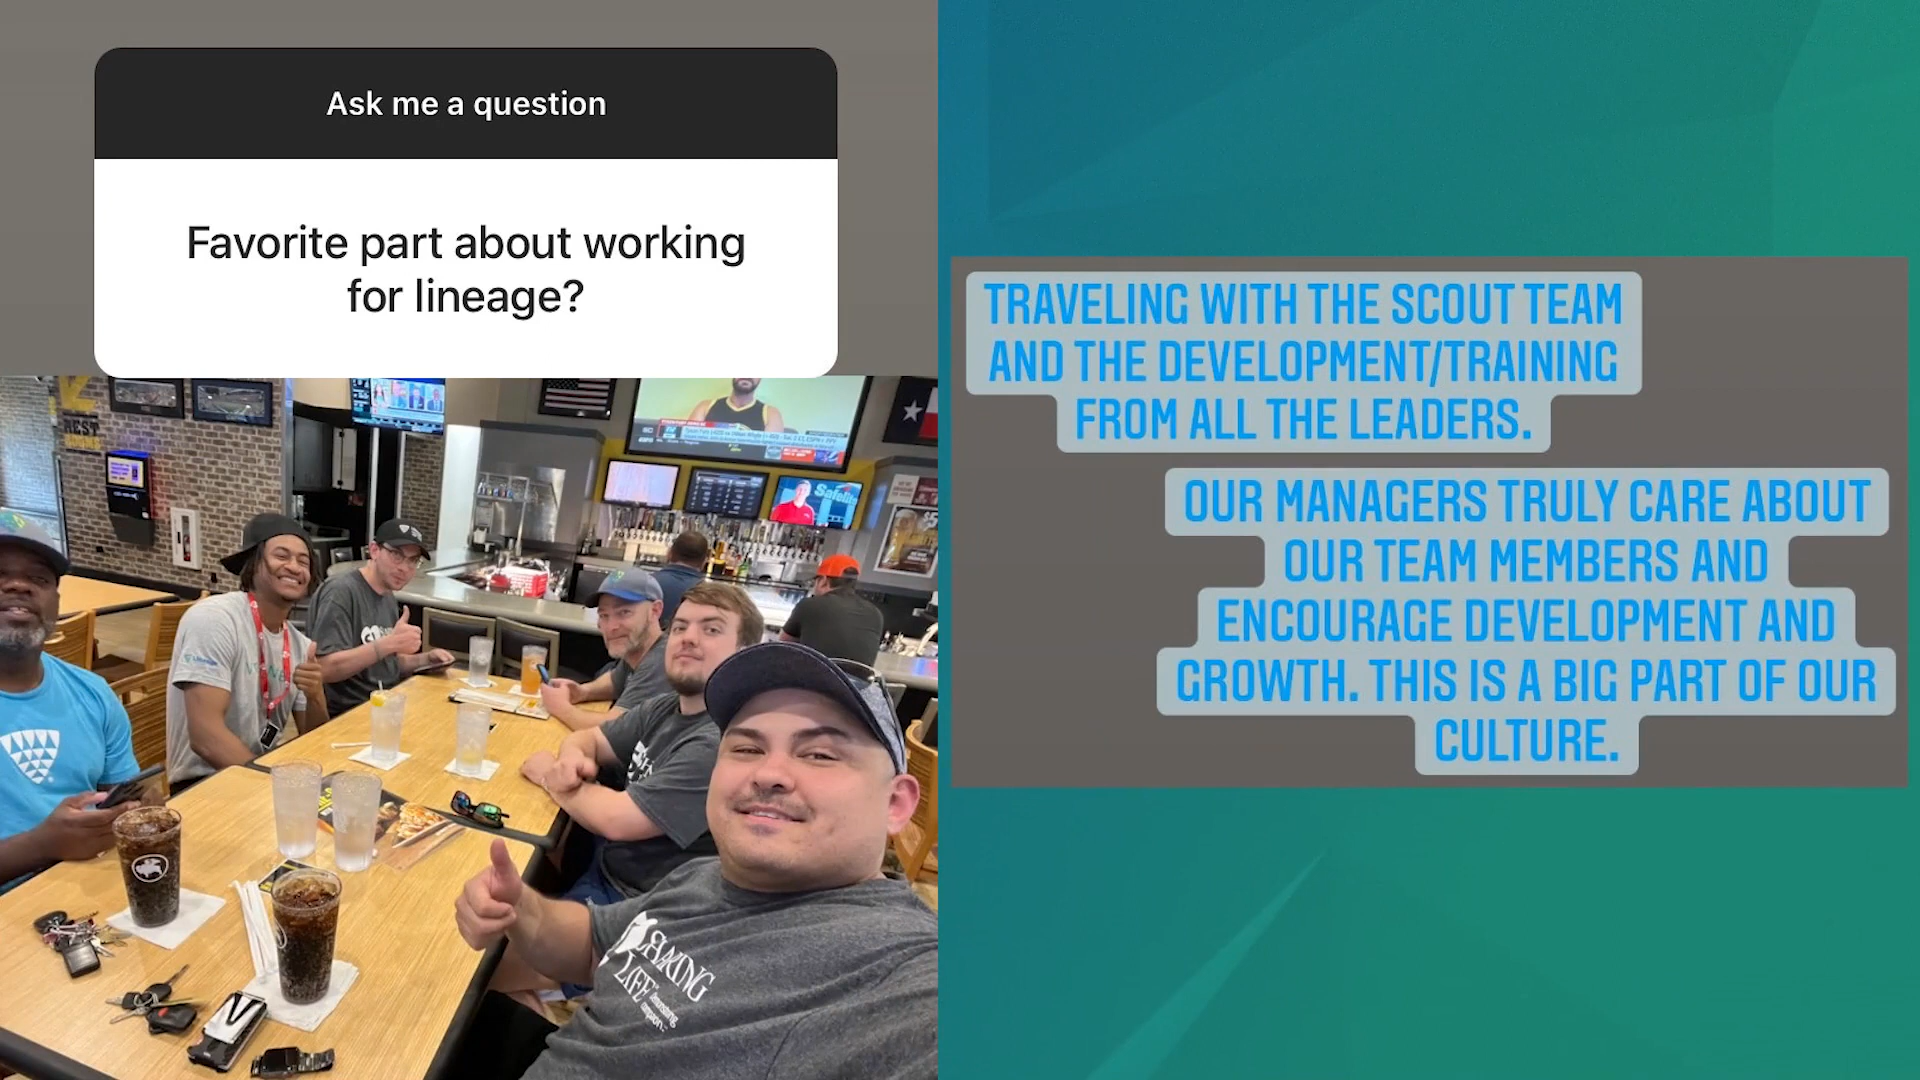 Ask me a question
Favorite part about working
for lineage?
TRAVELING WITH THE SCOUT TEAM
AND THE DEVELOPMENT/TRAINING
FROM ALL THE LEADERS.
OUR MANAGERS TRULY CARE ABOUT
OUR TEAM MEMBERS AND
ENCOURAGE DEVELOPMENT AND
GROWTH. THIS IS A BIG PART OF OUR
CULTURE.
Safelite
LIFE